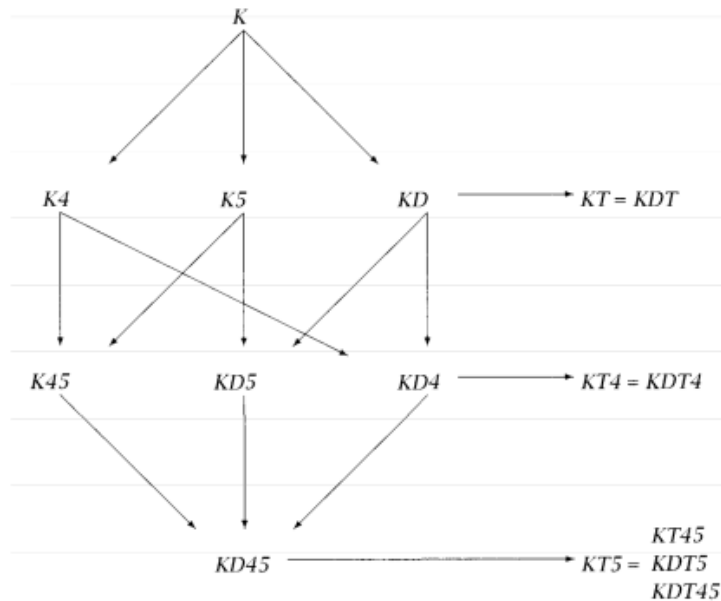 K
K4 K5 KD KT = KDT
K45 KD5 KD4 KT4 = KDT4
KT45
KD45 KT5 = KDT5
KDT45